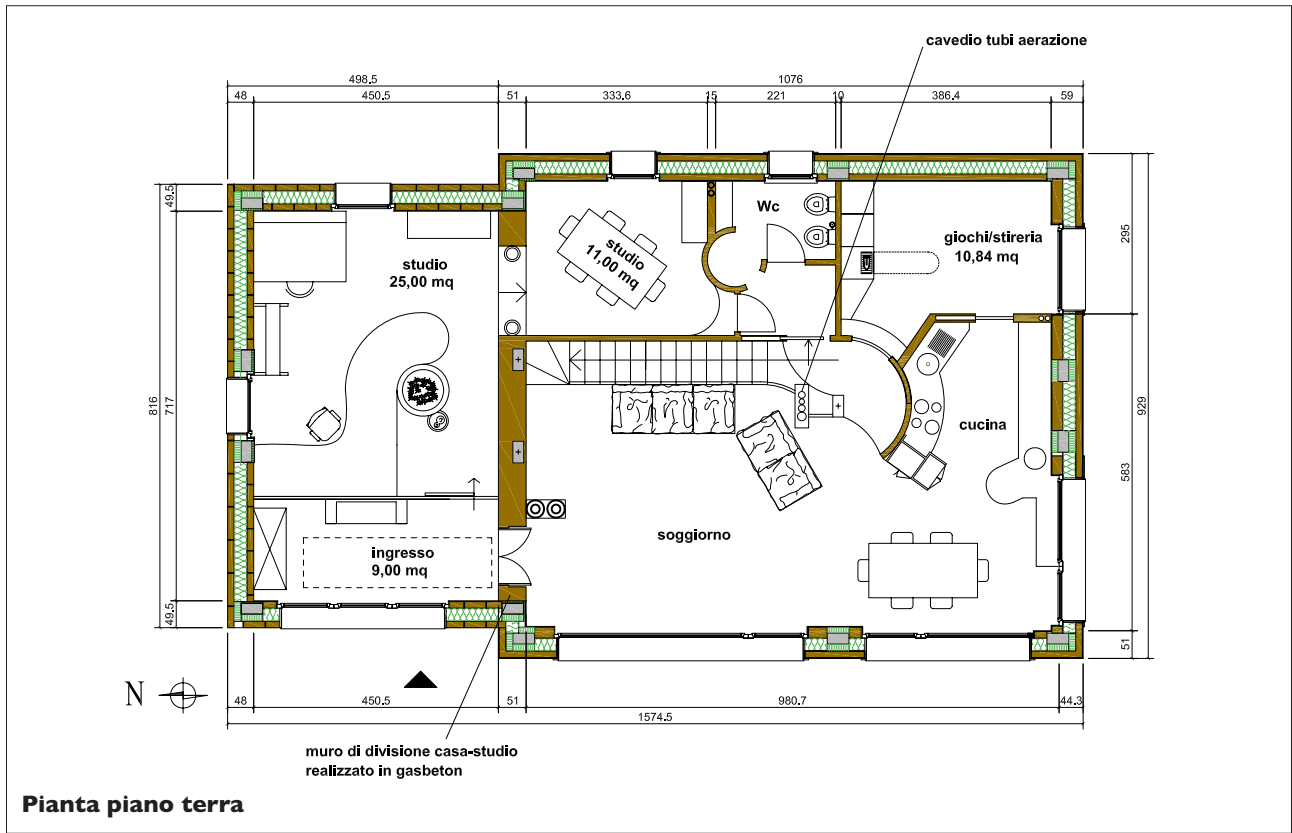 cavedio tubi aerazione
498.5 1076
48 450.5 51 333.6 15 221 10 386.4 59
49.5
816
717
49.5
295
929
583
51
Wc
studio
11,00 mq
giochi/stireria
10,84 mq
studio
25,00 mq
cucina
soggiorno
ingresso
9,00 mq
N
48 450.5 51 980.7 44.3
1574.5
muro di divisione casa-studio
realizzato in gasbeton
Pianta piano terra